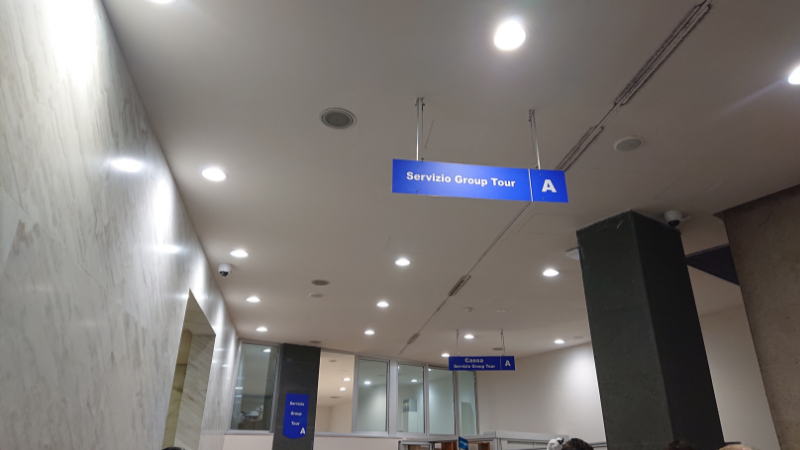 Servizio Group Tour A
Cassa
Servizio Group Tour A
Servizio
Group
Tour
A